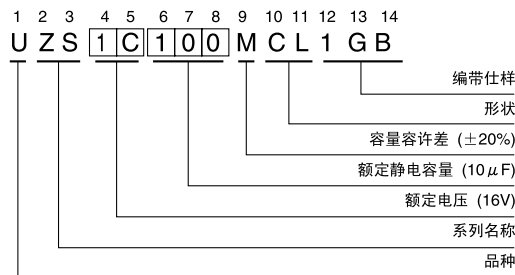 1 2 3 4 5 6 7 8 9 10 11 12 13 14
U Z S 1 C 1 0 0 M C L 1 G B
编带仕样
形状
容量容许差 (±20%)
额定静电容量 (10μF)
额定电压 (16V)
系列名称
品种